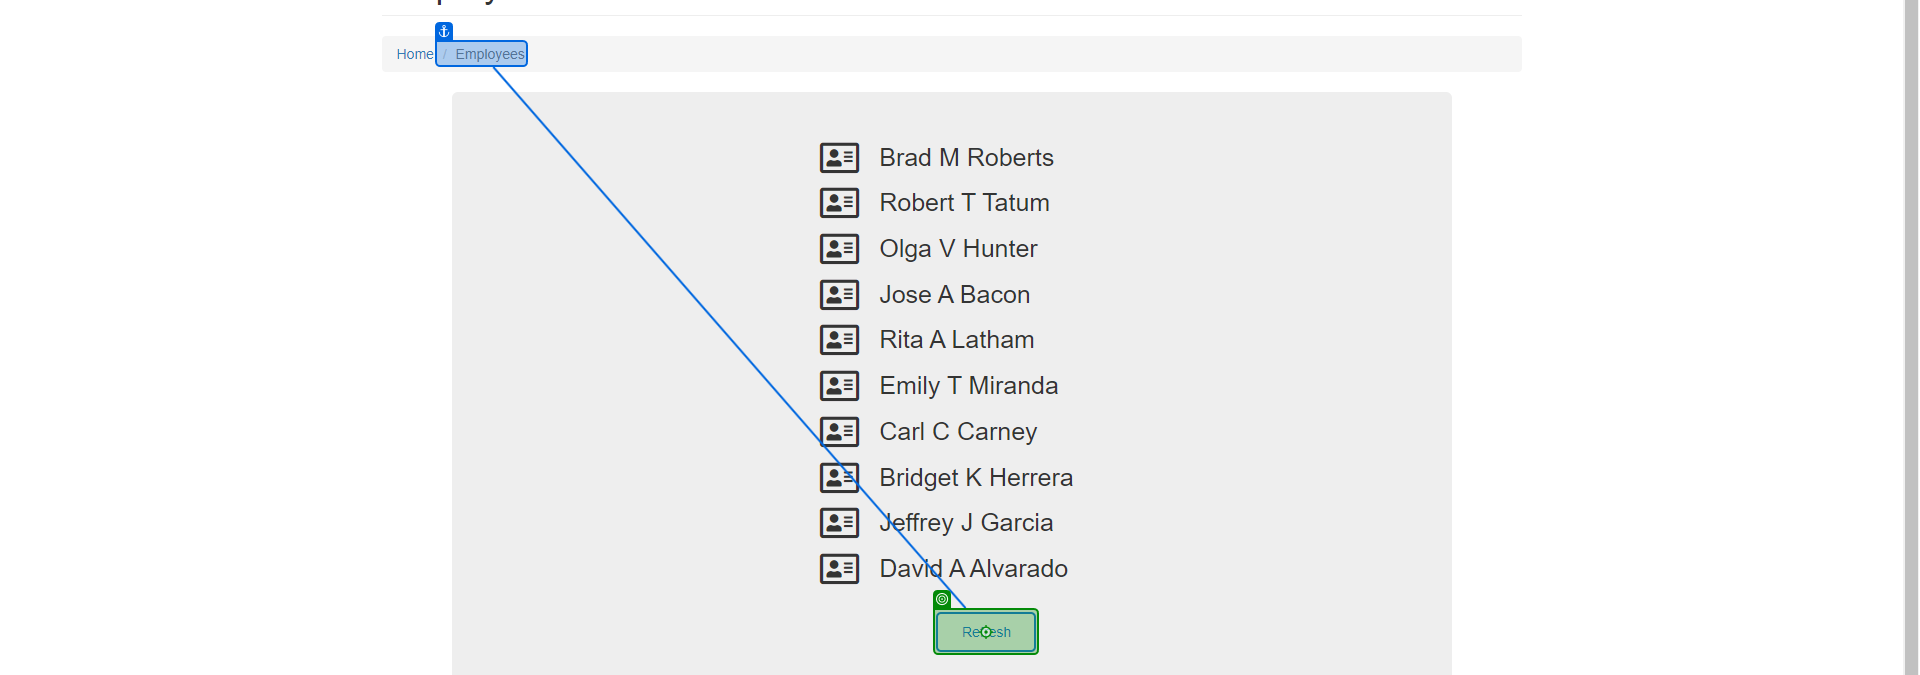 Home / Employees
Brad M Roberts
Robert T Tatum
Olga V Hunter
Jose A Bacon
Rita A Latham
Emily T Miranda
Carl C Carney
Bridget K Herrera
Jeffrey J Garcia
David A Alvarado
Refresh